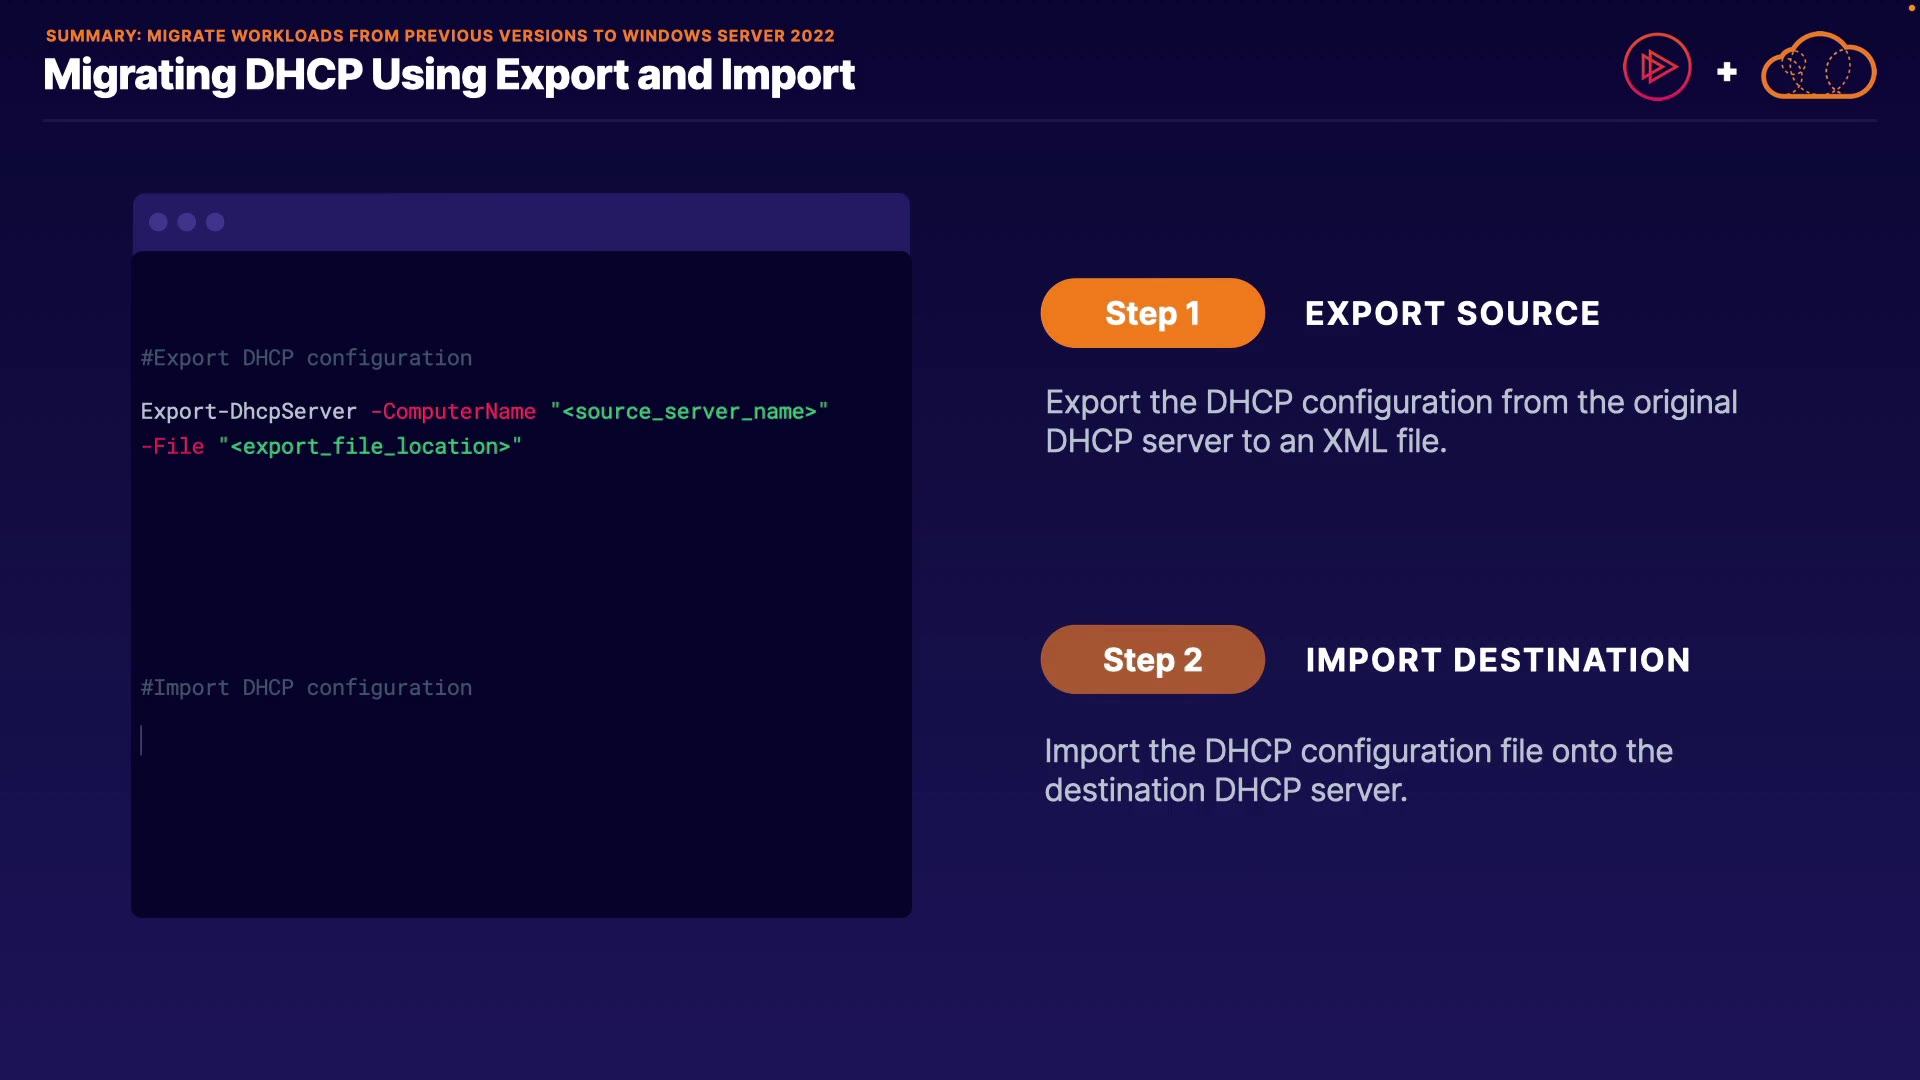 SUMMARY: MIGRATE WORKLOADS FROM PREVIOUS VERSIONS TO WINDOWS SERVER 2022
Migrating DHCP Using Export and Import
+
#Export DHCP configuration
Export-DhcpServer -ComputerName "<source_server_name>"
-File "<export_file_location>"
#Import DHCP configuration
Step 1
EXPORT SOURCE
Export the DHCP configuration from the original
DHCP server to an XML file.
Step 2
IMPORT DESTINATION
Import the DHCP configuration file onto the
destination DHCP server.